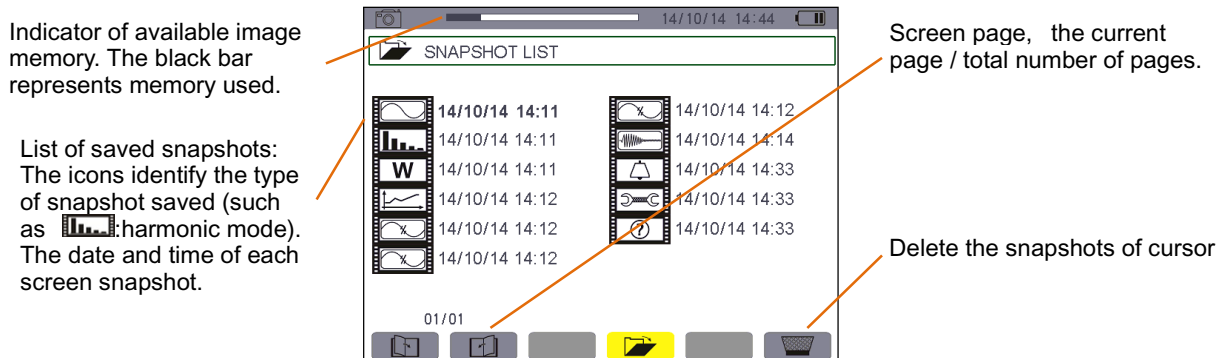 Indicator of available image
memory. The black bar
represents memory used.
List of saved snapshots:
The icons identify the type
of snapshot saved (such
as :harmonic mode).
The date and time of each
screen snapshot.
14/10/14 14:44
SNAPSHOT LIST
14/10/14 14:11
14/10/14 14:11
W 14/10/14 14:11
14/10/14 14:12
14/10/14 14:12
14/10/14 14:12
14/10/14 14:12
14/10/14 14:14
14/10/14 14:33
14/10/14 14:33
? 14/10/14 14:33
01/01
Screen page, the current
page / total number of pages.
Delete the snapshots of cursor